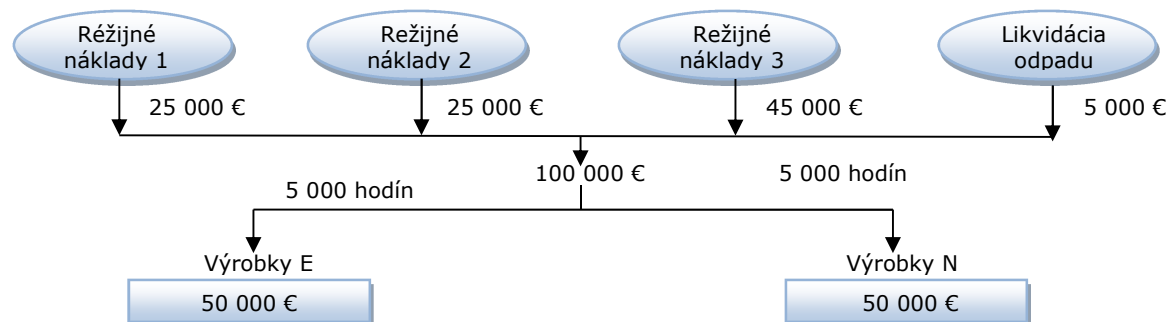 Réžijné
náklady 1
Režijné
náklady 2
Režijné
náklady 3
Likvidácia
odpadu
25 000 €
25 000 €
45 000 €
5 000 €
100 000 €
5 000 hodín
5 000 hodín
Výrobky E
Výrobky N
50 000 €
50 000 €